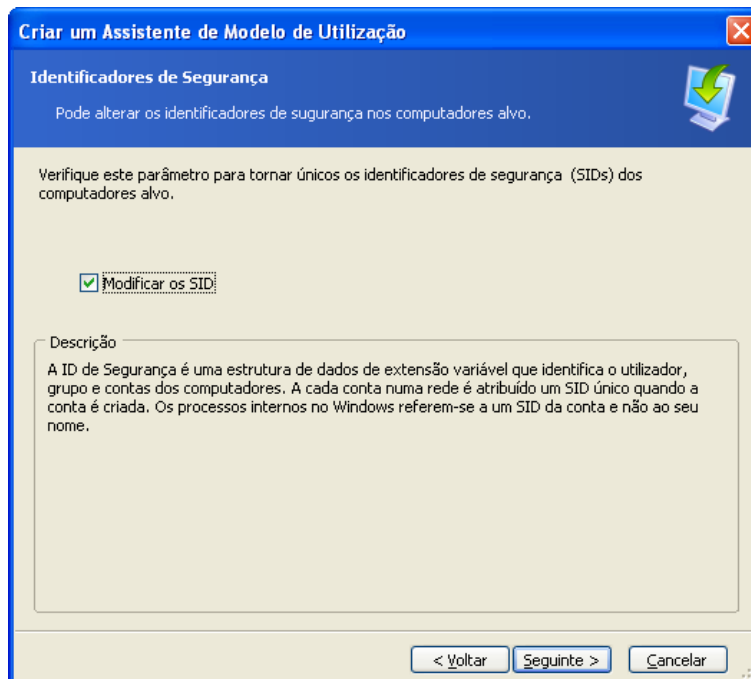 Criar um Assistente de Modelo de Utilização
Identificadores de Segurança
Pode alterar os identificadores de sugurança nos computadores alvo.
Verifique este parâmetro para tornar únicos os identificadores de segurança (SIDs) dos
computadores alvo.
Modificar os SID
Descrição
A ID de Segurança é uma estrutura de dados de extensão variável que identifica o utilizador,
grupo e contas dos computadores. A cada conta numa rede é atribuído um SID único quando a
conta é criada. Os processos internos no Windows referem-se a um SID da conta e não ao seu
nome.
< Voltar Seguinte > Cancelar